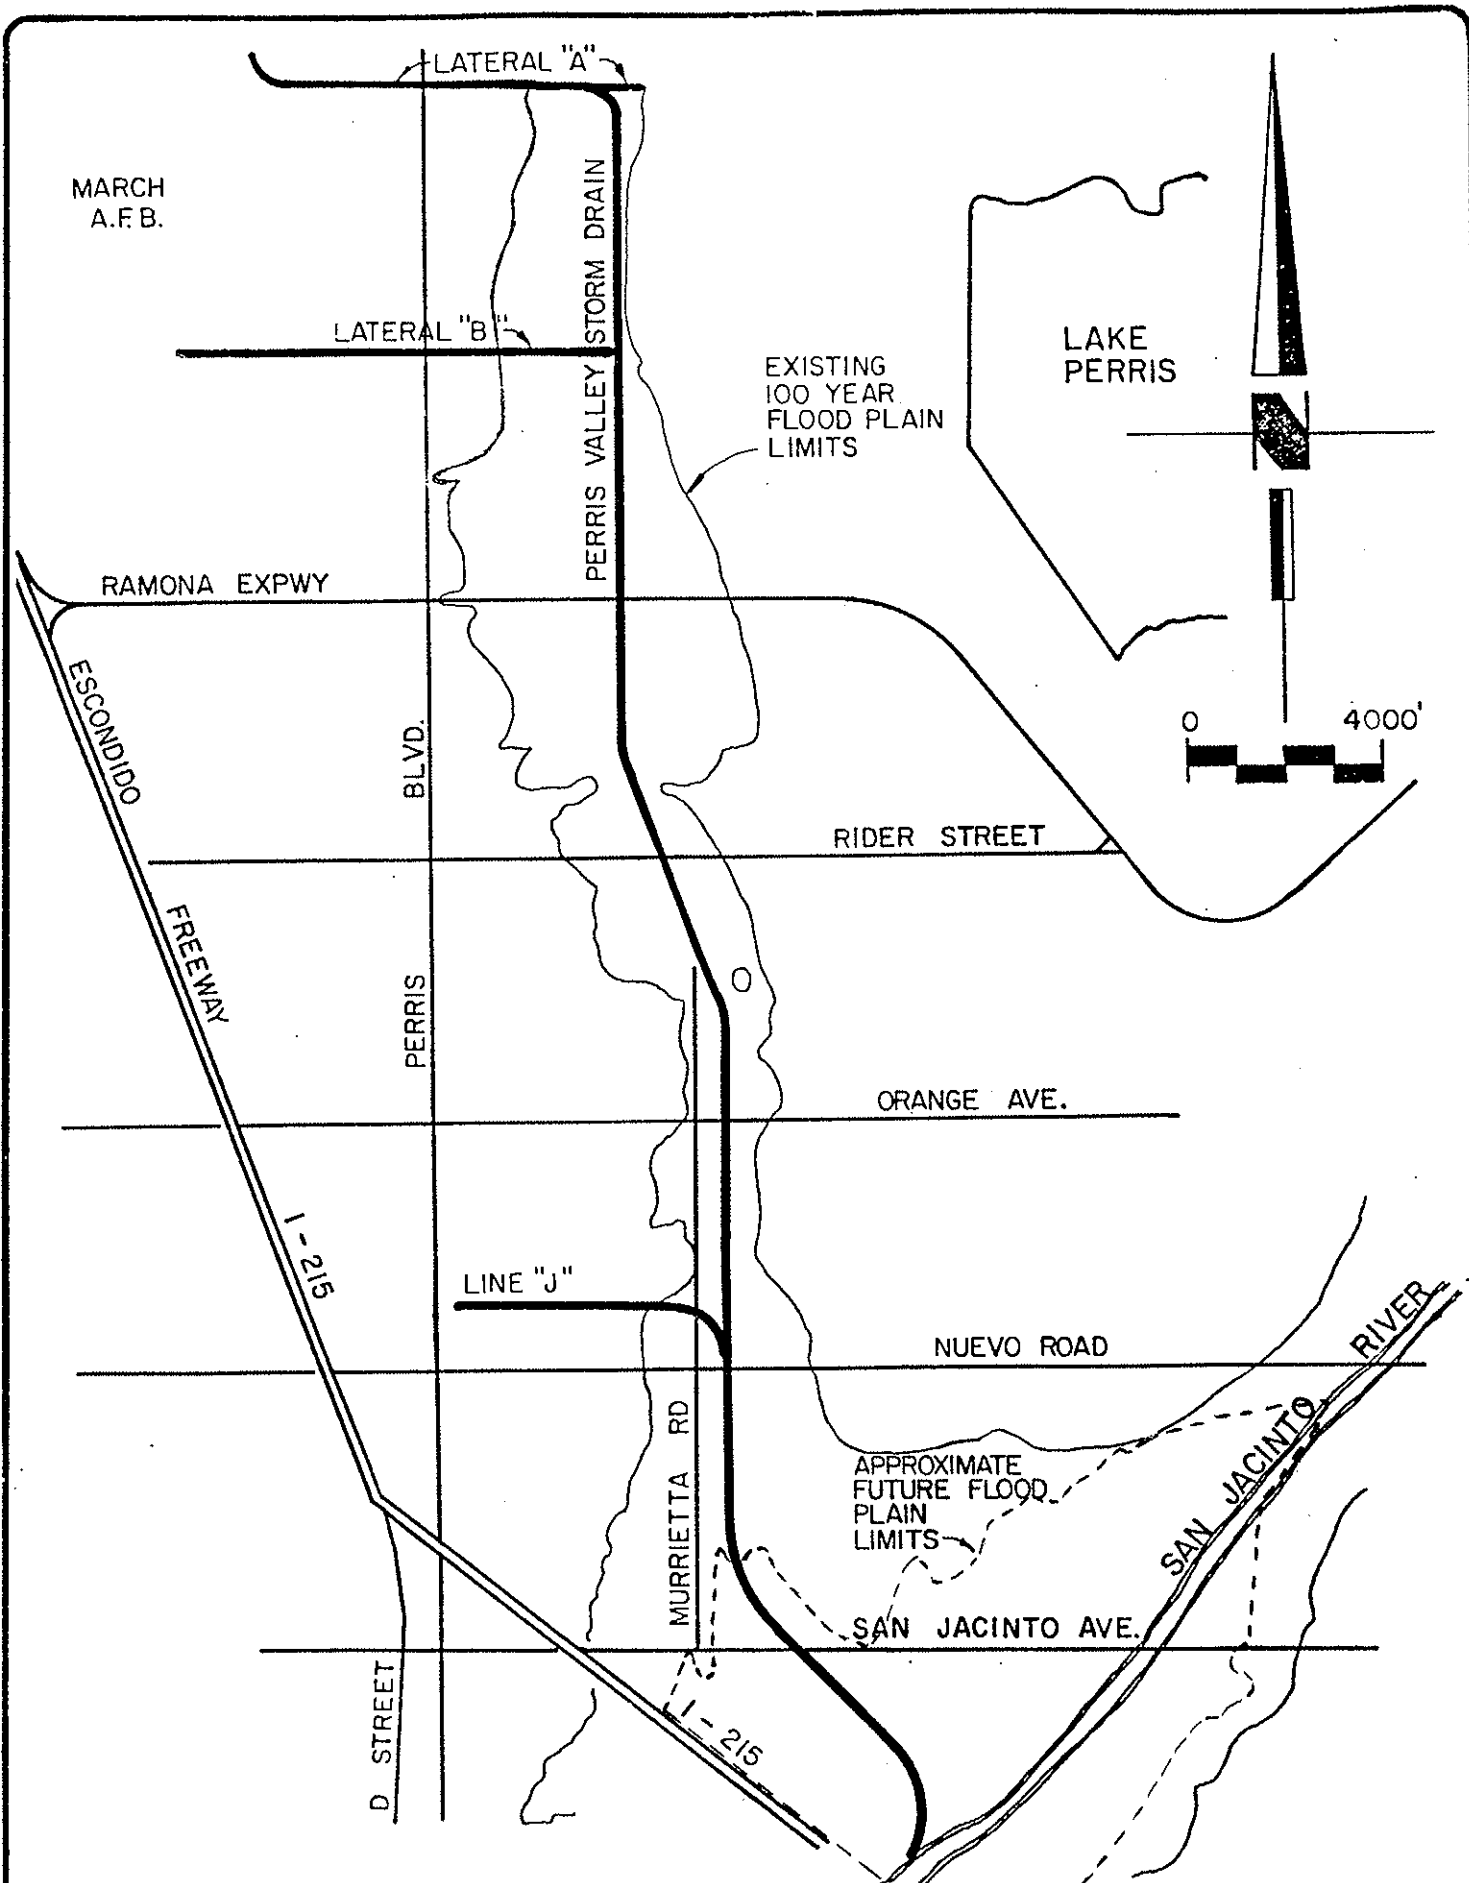 LATERAL "A"
MARCH
A.F.B.
PERRIS VALLEY STORM DRAIN
LATERAL "B"
EXISTING
100 YEAR
FLOOD PLAIN
LIMITS
LAKE
PERRIS
RAMONA EXPWY
ESCONDIDO
FREEWAY
0 4000'
PERRIS BLVD.
RIDER STREET
ORANGE AVE.
I-215
LINE "J"
NUEVO ROAD
SAN JACINTO RIVER
MURRIETTA RD
APPROXIMATE
FUTURE FLOOD
PLAIN
LIMITS
SAN JACINTO AVE.
D STREET
I-215